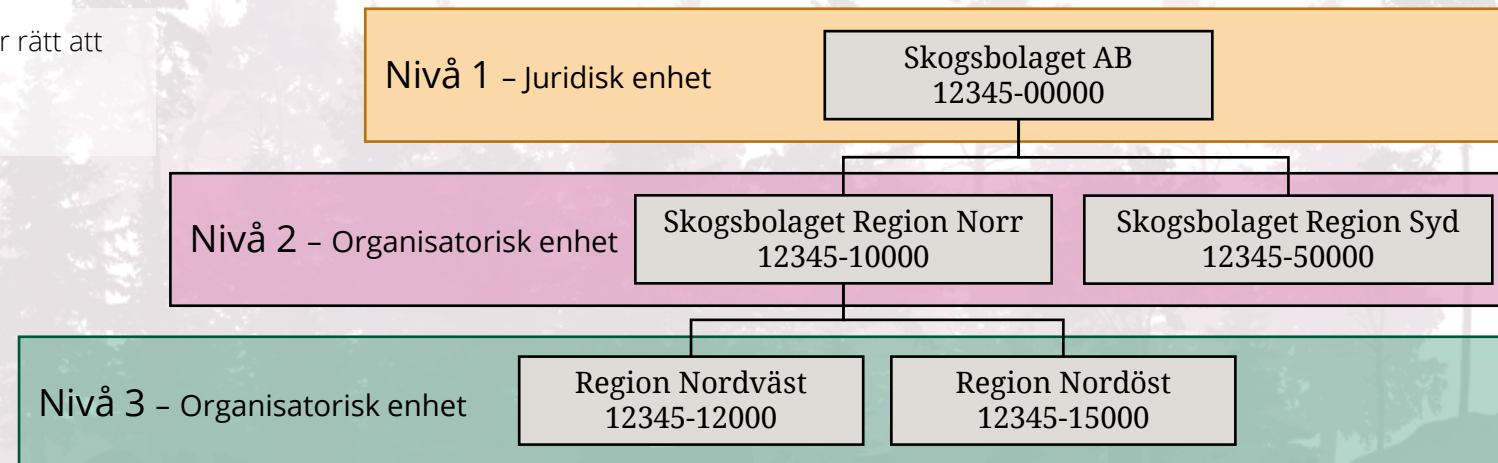 r rätt att
Nivå 1 – Juridisk enhet
Skogsbolaget AB
12345-00000
Nivå 2 – Organisatorisk enhet
Skogsbolaget Region Norr
12345-10000
Skogsbolaget Region Syd
12345-50000
Nivå 3 – Organisatorisk enhet
Region Nordväst
12345-12000
Region Nordöst
12345-15000